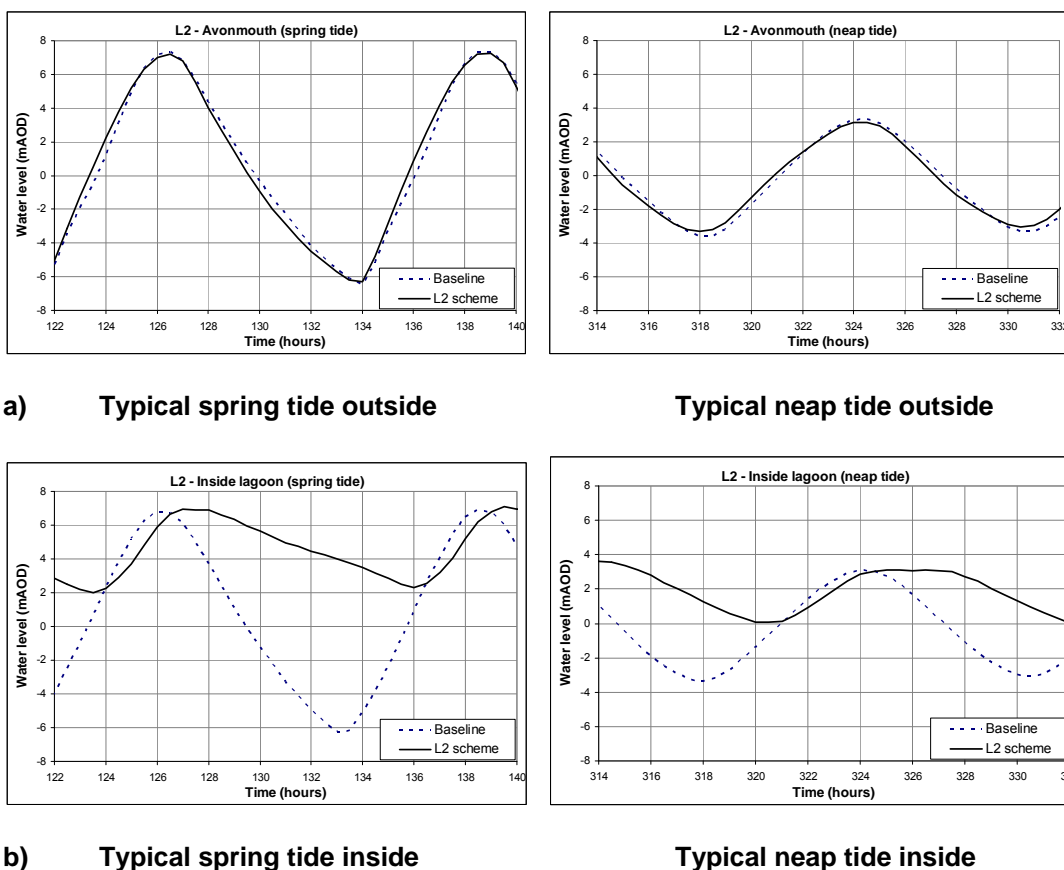 L2 - Avonmouth (spring tide)
8
6
4
2
0
-2
-4
-6
-8
Water level (mAOD)
122 124 126 128 130 132 134 136 138 140
Time (hours)
Baseline
L2 scheme
L2 - Avonmouth (neap tide)
8
6
4
2
0
-2
-4
-6
-8
Water level (mAOD)
314 316 318 320 322 324 326 328 330 332
Time (hours)
Baseline
L2 scheme
a) Typical spring tide outside Typical neap tide outside
L2 - Inside lagoon (spring tide)
8
6
4
2
0
-2
-4
-6
-8
Water level (mAOD)
122 124 126 128 130 132 134 136 138 140
Time (hours)
Baseline
L2 scheme
L2 - Inside lagoon (neap tide)
8
6
4
2
0
-2
-4
-6
-8
Water level (mAOD)
314 316 318 320 322 324 326 328 330
Time (hours)
Baseline
L2 scheme
b) Typical spring tide inside Typical neap tide inside